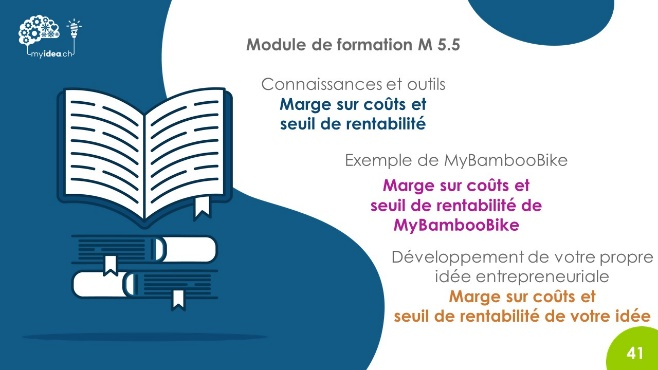 myidea.ch
Module de formation M 5.5
Connaissances et outils
Marge sur coûts et
seuil de rentabilité
Exemple de MyBambooBike
Marge sur coûts et
seuil de rentabilité de
MyBambooBike
Développement de votre propre
idée entrepreneuriale
Marge sur coûts et
seuil de rentabilité de votre idée
41